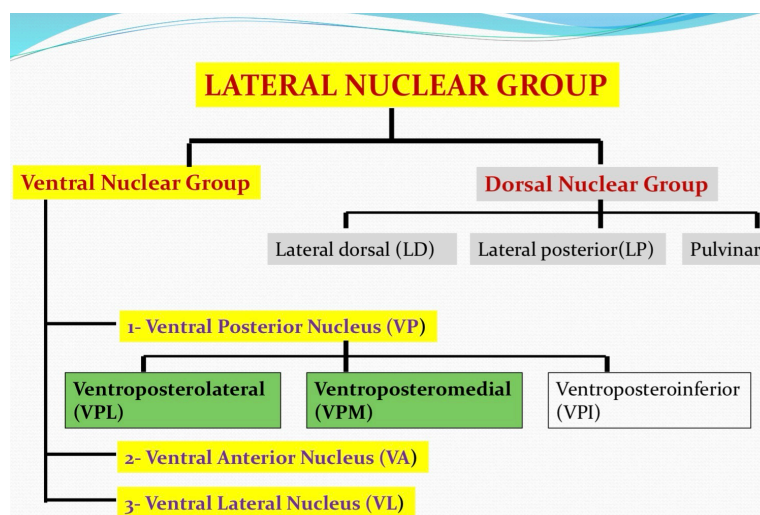 LATERAL NUCLEAR GROUP
Ventral Nuclear Group
Dorsal Nuclear Group
Lateral dorsal (LD)
Lateral posterior(LP)
Pulvinar
1- Ventral Posterior Nucleus (VP)
Ventroposterolateral
(VPL)
Ventroposteromedial
(VPM)
Ventroposteroinferior
(VPI)
2- Ventral Anterior Nucleus (VA)
3- Ventral Lateral Nucleus (VL)